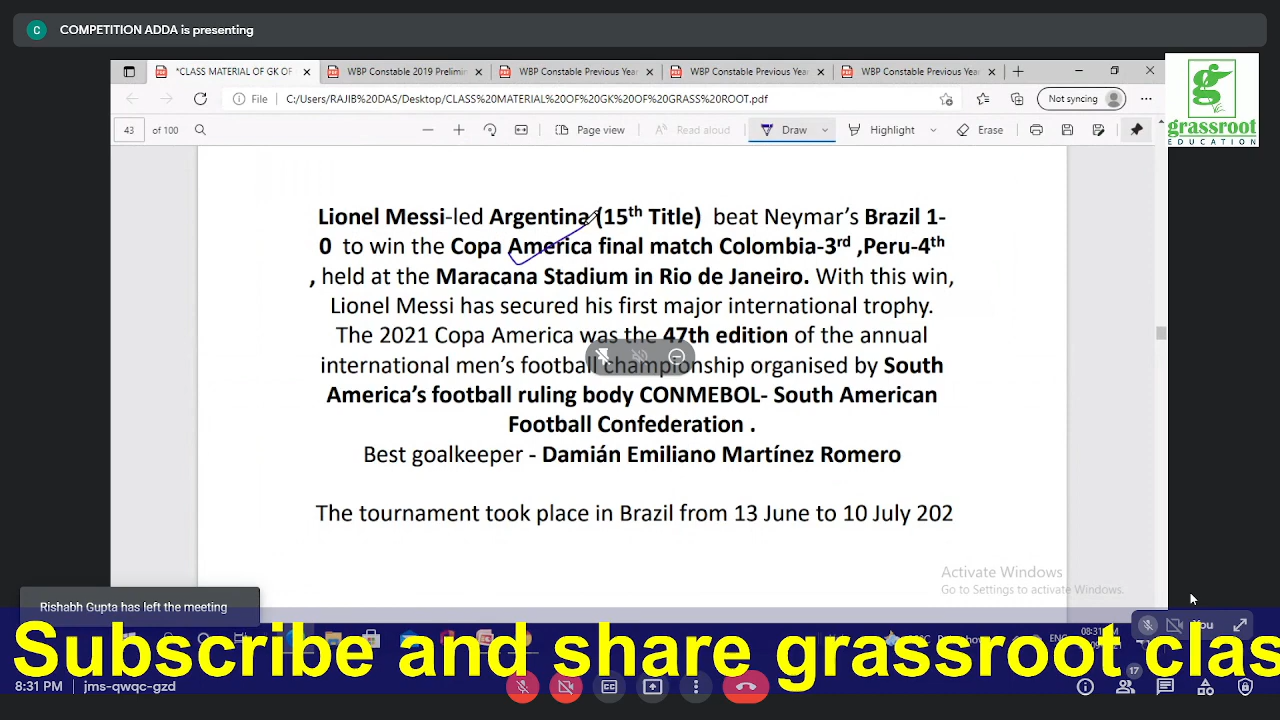 C COMPETITION ADDA is presenting
*CLASS MATERIAL OF GK OF WBP Constable 2019 Prelimin WBP Constable Previous Year WBP Constable Previous Year WBP Constable Previous Year
File C:/Users/RAJIB%20DAS/Desktop/CLASS%20MATERIAL%20OF%20GK%20OF%20GRASS%20ROOT.pdf Not syncing
43 of 100 Page view Read aloud Draw Highlight Erase
grassroot
EDUCATION
Lionel Messi-led Argentina (15th Title) beat Neymar's Brazil 1-
0 to win the Copa America final match Colombia-3rd ,Peru-4th
, held at the Maracana Stadium in Rio de Janeiro. With this win,
Lionel Messi has secured his first major international trophy.
The 2021 Copa America was the 47th edition of the annual
international men's football championship organised by South
America's football ruling body CONMEBOL- South American
Football Confederation .
Best goalkeeper - Damián Emiliano Martínez Romero
The tournament took place in Brazil from 13 June to 10 July 202
Activate Windows
Go to Settings to activate Windows.
Rishabh Gupta has left the meeting
You
ENG
Subscribe and share grassroot clas
8:31 PM jms-qwqc-gzd
17